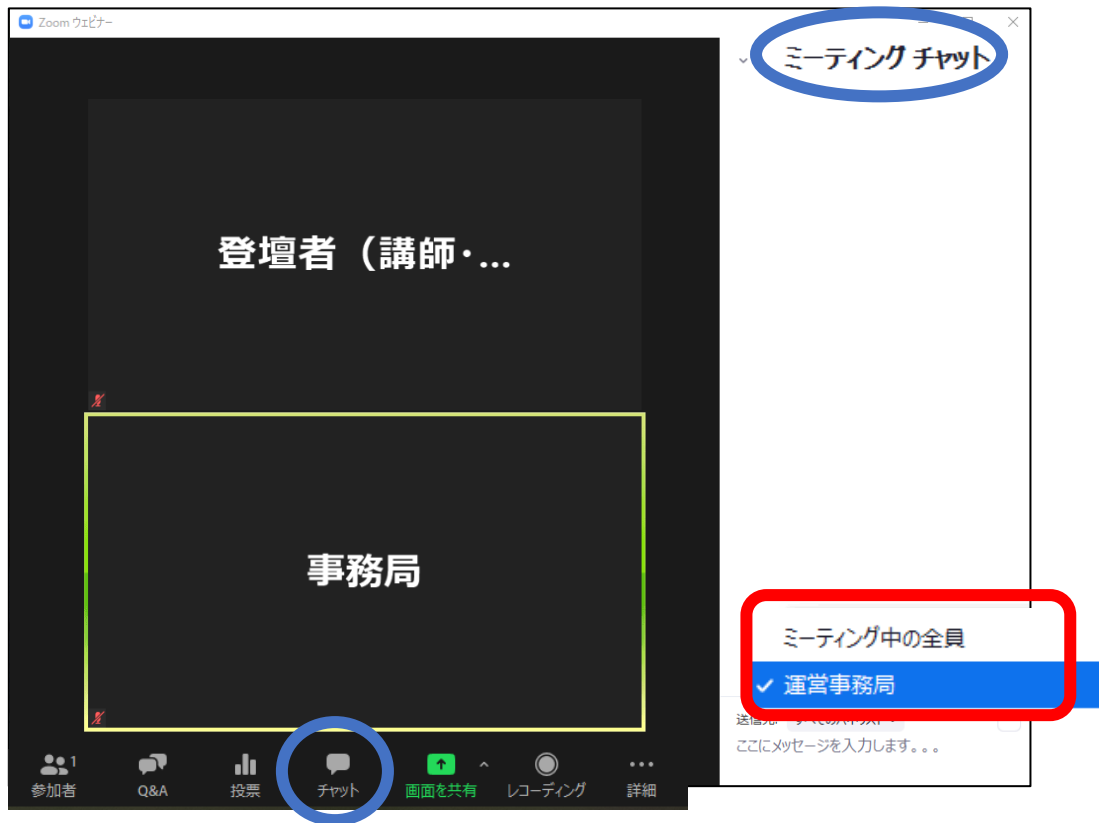 Zoom ウェビナー
ミーティング チャット
登壇者（講師・...
事務局
ミーティング中の全員
✓ 運営事務局
ここにメッセージを入力します。。。
1
参加者
Q&A
投票
チャット
画面を共有
レコーディング
詳細